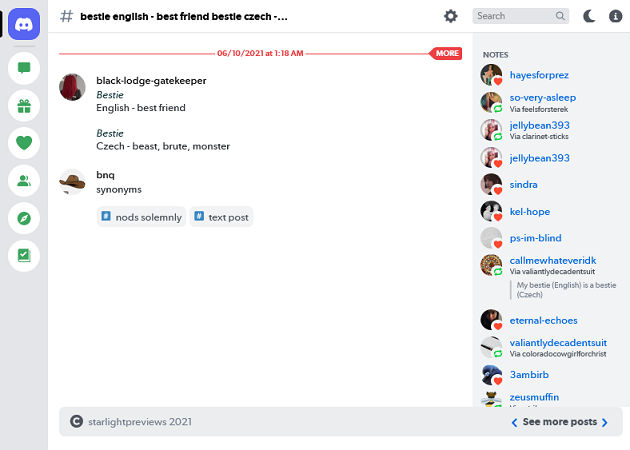 # bestie english - best friend bestie czech -...
Search
06/10/2021 at 1:18 AM
MORE
black-lodge-gatekeeper
Bestie
English - best friend
Bestie
Czech - beast, brute, monster
bnq
synonyms
# nods solemnly
# text post
NOTES
hayesforprez
so-very-asleep
Via feelsforsterek
jellybean393
Via clarinet-sticks
jellybean393
sindra
kel-hope
ps-im-blind
callmewhateveridk
Via valiantlydecadentsuit
My bestie (English) is a bestie
(Czech)
eternal-echoes
valiantlydecadentsuit
Via coloradocowgirlforchrist
3ambirb
zeusmuffin
© starlightpreviews 2021
See more posts